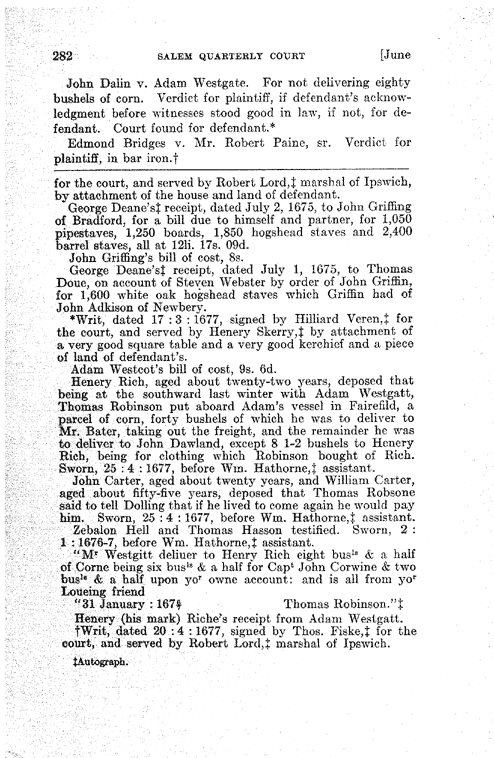 282 SALEM QUARTERLY COURT [June
John Dalin v. Adam Westgate. For not delivering eighty
bushels of corn. Verdict for plaintiff, if defendant's acknow-
ledgment before witnesses stood good in law, if not, for de-
fendant. Court found for defendant.*
Edmond Bridges v. Mr. Robert Paine, sr. Verdict for
plaintiff, in bar iron.†
for the court, and served by Robert Lord,‡ marshal of Ipswich,
by attachment of the house and land of defendant.
George Deane's‡ receipt, dated July 2, 1675, to John Griffing
of Bradford, for a bill due to himself and partner, for 1,050
pipestaves, 1,250 boards, 1,850 hogshead staves and 2,400
barrel staves, all at 12li. 17s. 09d.
John Griffing's bill of cost, 8s.
George Deane's‡ receipt, dated July 1, 1675, to Thomas
Doue, on account of Steven Webster by order of John Griffin,
for 1,600 white oak hogshead staves which Griffin had of
John Adkison of Newbery.
*Writ, dated 17 : 3 : 1677, signed by Hilliard Veren,‡ for
the court, and served by Henery Skerry,‡ by attachment of
a very good square table and a very good kerchief and a piece
of land of defendant's.
Adam Westcot's bill of cost, 9s. 6d.
Henery Rich, aged about twenty-two years, deposed that
being at the southward last winter with Adam Westgatt,
Thomas Robinson put aboard Adam's vessel in Fairefild, a
parcel of corn, forty bushels of which he was to deliver to
Mr. Bater, taking out the freight, and the remainder he was
to deliver to John Dawland, except 8 1-2 bushels to Henery
Rich, being for clothing which Robinson bought of Rich.
Sworn, 25 : 4 : 1677, before Wm. Hathorne,‡ assistant.
John Carter, aged about twenty years, and William Carter,
aged about fifty-five years, deposed that Thomas Robsone
said to tell Dolling that if he lived to come again he would pay
him. Sworn, 25 : 4 : 1677, before Wm. Hathorne,‡ assistant.
Zebalon Hell and Thomas Hasson testified. Sworn, 2 :
1 : 1676-7, before Wm. Hathorne,‡ assistant.
"Mr Westgitt deliuer to Henry Rich eight busls & a half
of Corne being six busls & a half for Capt John Corwine & two
busls & a half upon yor owne account: and is all from yor
Loueing friend
"31 January : 167 Thomas Robinson."‡
Henery (his mark) Riche's receipt from Adam Westgatt.
†Writ, dated 20 : 4 : 1677, signed by Thos. Fiske,‡ for the
court, and served by Robert Lord,‡ marshal of Ipswich.
‡Autograph.